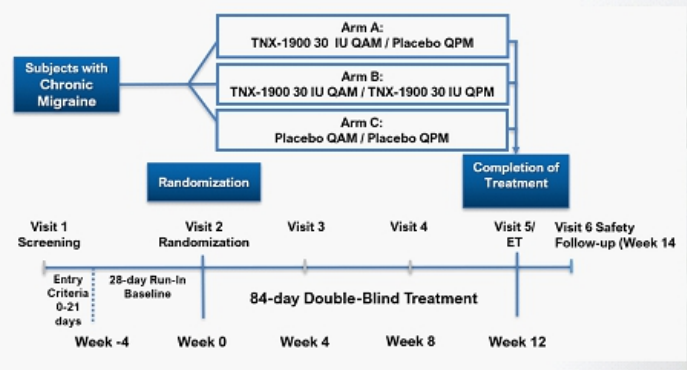 Arm A:
TNX-1900 30 IU QAM / Placebo QPM
Subjects with
Chronic
Migraine
Arm B:
TNX-1900 30 IU QAM / TNX-1900 30 IU QPM
Arm C:
Placebo QAM / Placebo QPM
Randomization
Completion of
Treatment
Visit 1
Screening
Visit 2
Randomization
Visit 3
Visit 4
Visit 5/
ET
Visit 6 Safety
Follow-up (Week 14
Entry
Criteria
0-21
days
28-day Run-In
Baseline
84-day Double-Blind Treatment
Week -4
Week 0
Week 4
Week 8
Week 12